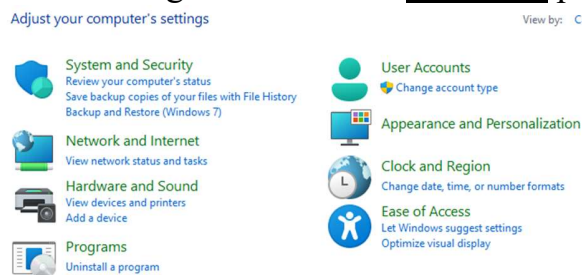 Adjust your computer's settings
View by:
System and Security
Review your computer's status
Save backup copies of your files with File History
Backup and Restore (Windows 7)
Network and Internet
View network status and tasks
Hardware and Sound
View devices and printers
Add a device
Programs
Uninstall a program
User Accounts
Change account type
Appearance and Personalization
Clock and Region
Change date, time, or number formats
Ease of Access
Let Windows suggest settings
Optimize visual display